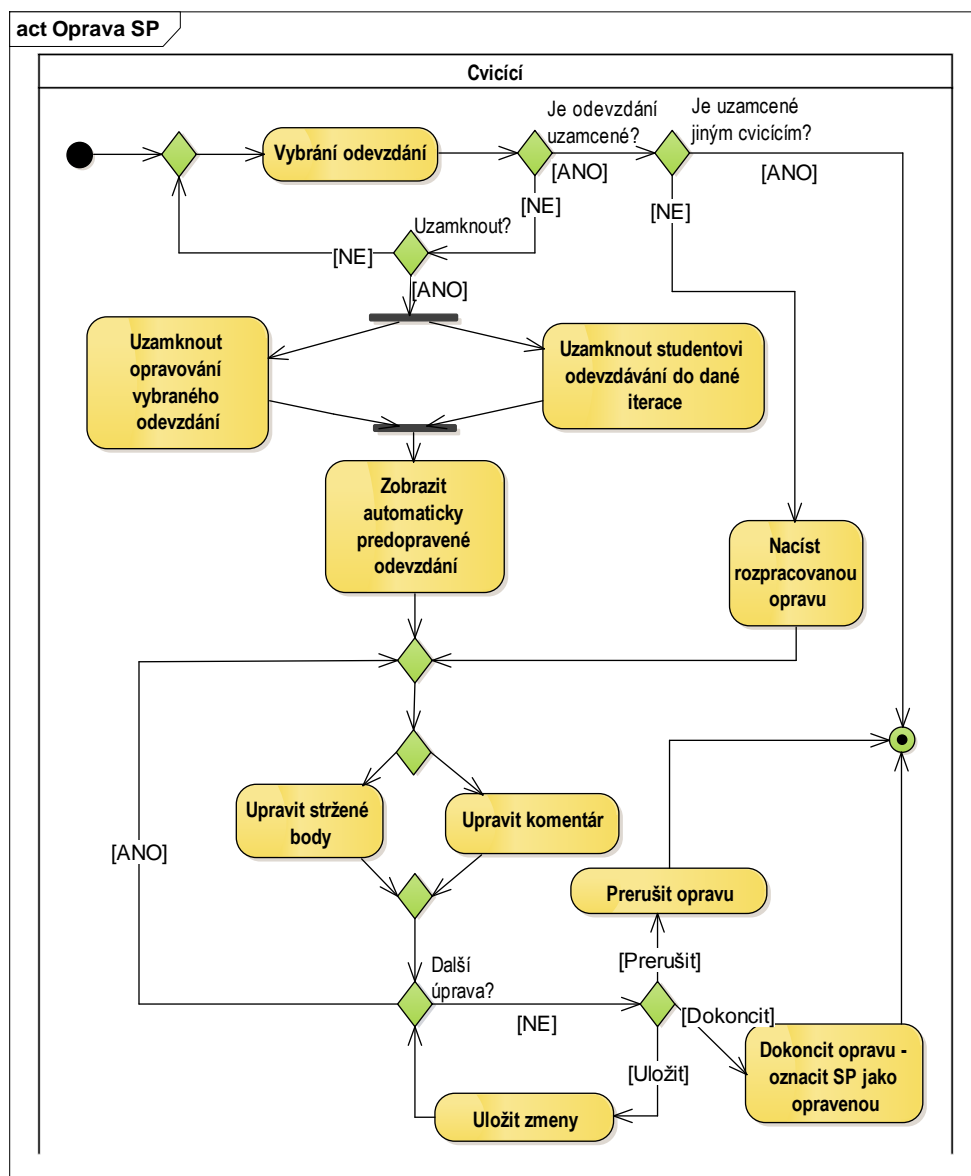 act Oprava SP
Cvicící
Je odevzdání
uzamcené?
Je uzamcené
jiným cvicícím?
Vybrání odevzdání
[ANO]
[ANO]
[NE]
[NE]
Uzamknout?
[NE]
[ANO]
Uzamknout
opravování
vybraného
odevzdání
Uzamknout studentovi
odevzdávání do dané
iterace
Zobrazit
automaticky
predopravené
odevzdání
Nacíst
rozpracovanou
opravu
Upravit stržené
body
Upravit komentár
[ANO]
Prerušit opravu
[Prerušit]
Další
úprava?
[NE]
[Dokoncit]
Dokoncit opravu -
oznacit SP jako
opravenou
[Uložit]
Uložit zmeny